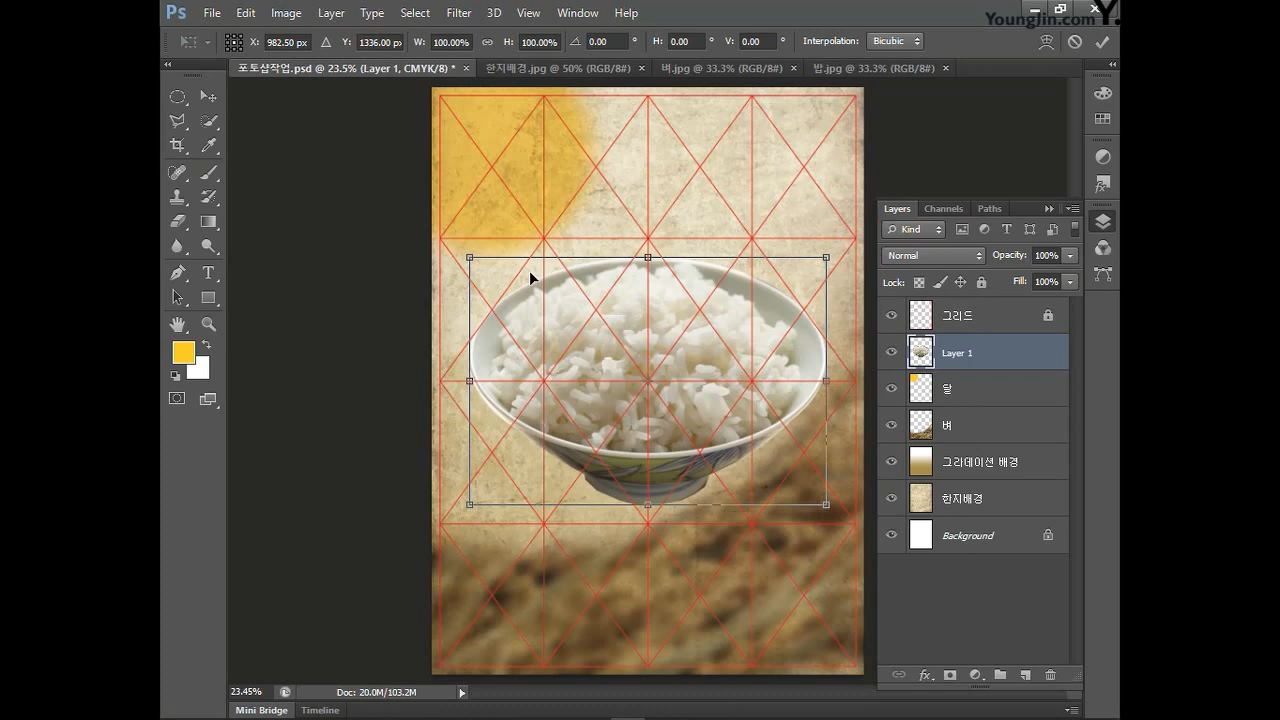 Ps File Edit Image Layer Type Select Filter 3D View Window Help
YoungJin.com Y.
X: 982.50 px Y: 1336.00 px W: 100.00% H: 100.00% 0.00 ° H: 0.00 ° V: 0.00 ° Interpolation: Bicubic
포토샵작업.psd @ 23.5% (Layer 1, CMYK/8) * × 한지배경.jpg @ 50% (RGB/8#) × 벼.jpg @ 33.3% (RGB/8#) × 밥.jpg @ 33.3% (RGB/8#) ×
Layers Channels Paths
Kind
Normal Opacity: 100%
Lock: Fill: 100%
그리드
Layer 1
달
벼
그라데이션 배경
한지배경
Background
fx
23.45% Doc: 20.0M/103.2M
Mini Bridge Timeline